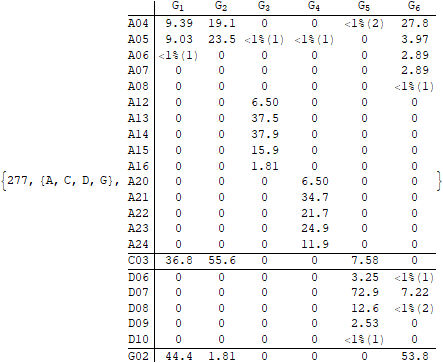 G₁ G₂ G₃ G₄ G₅ G₆
A04 9.39 19.1 0 0 <1%(2) 27.8
A05 9.03 23.5 <1%(1) <1%(1) 0 3.97
A06 <1%(1) 0 0 0 0 2.89
A07 0 0 0 0 0 2.89
A08 0 0 0 0 0 <1%(1)
A12 0 0 6.50 0 0 0
A13 0 0 37.5 0 0 0
A14 0 0 37.9 0 0 0
A15 0 0 15.9 0 0 0
A16 0 0 1.81 0 0 0
{277, {A, C, D, G}, A20 0 0 0 6.50 0 0 }
A21 0 0 0 34.7 0 0
A22 0 0 0 21.7 0 0
A23 0 0 0 24.9 0 0
A24 0 0 0 11.9 0 0
C03 36.8 55.6 0 0 7.58 0
D06 0 0 0 0 3.25 <1%(1)
D07 0 0 0 0 72.9 7.22
D08 0 0 0 0 12.6 <1%(2)
D09 0 0 0 0 2.53 0
D10 0 0 0 0 <1%(1) 0
G02 44.4 1.81 0 0 0 53.8